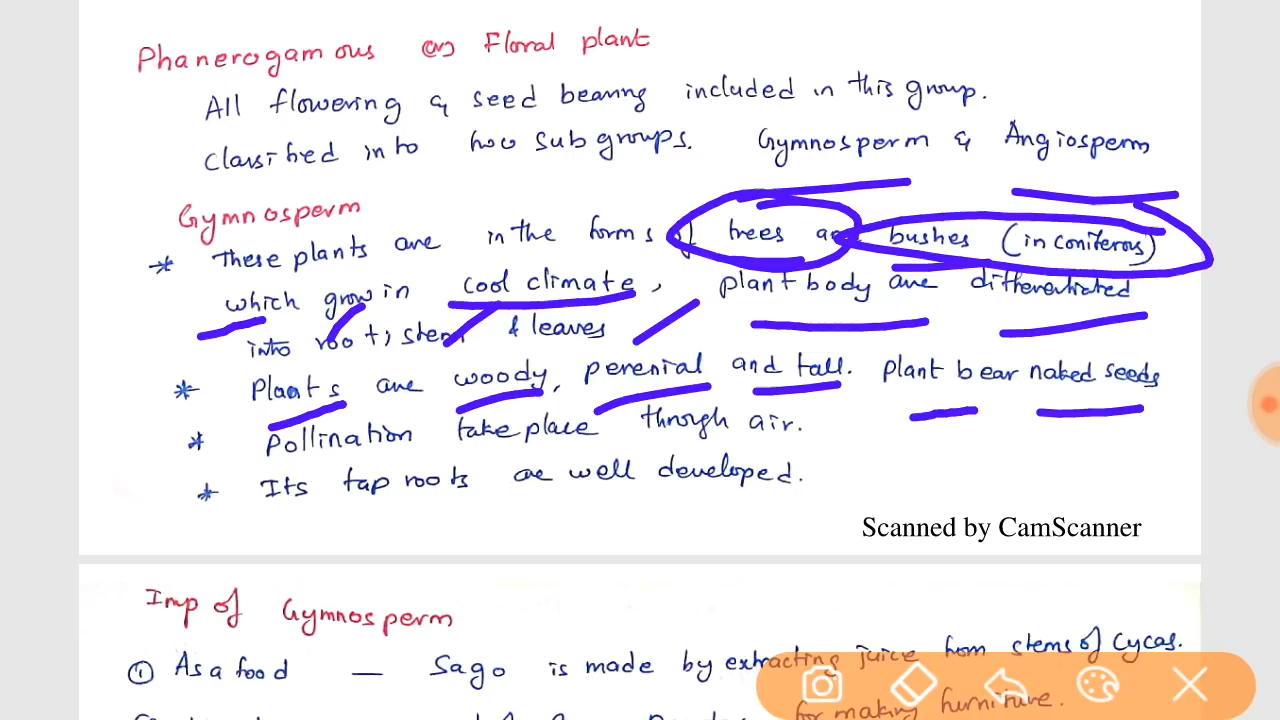 Phanerogamous or Floral plant
All flowering & seed bearing included in this group.
Classified into two sub groups. Gymnosperm & Angiosperm
Gymnosperm
* These plants are in the forms of trees and bushes (in coniferous)
which grow in cool climate, plant body are differentiated
into root, stem & leaves
* Plants are woody, perenial and tall. plant bear naked seeds
* Pollination take place through air.
* Its tap roots are well developed.
Scanned by CamScanner
Imp of Gymnosperm
① As a food — Sago is made by extracting juice from stems of Cycas.
for making furniture.